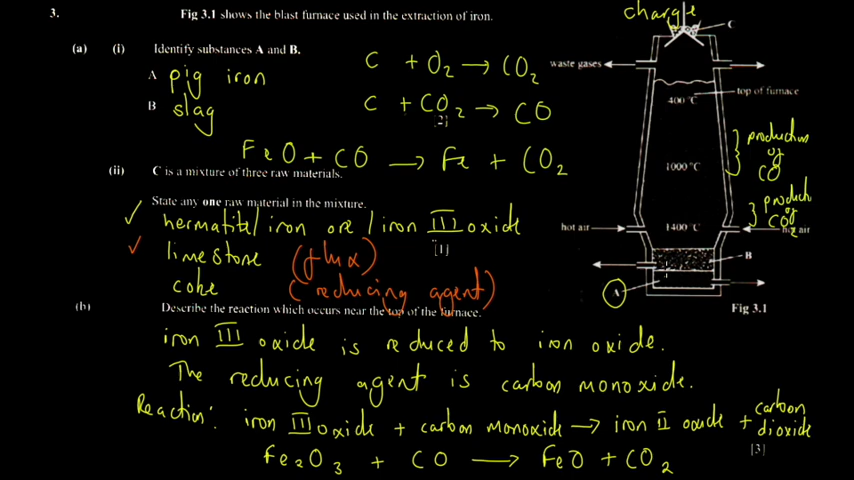 3.
Fig 3.1 shows the blast furnace used in the extraction of iron.
charge
C
(a) (i) Identify substances A and B.
A pig iron
B slag
C + O2 → CO2
C + CO2 → CO
[2]
FeO + CO → Fe + CO2
(ii) C is a mixture of three raw materials.
State any one raw material in the mixture.
✓ hermatite/iron ore/iron III oxide
[1]
✓ limestone (flux)
coke (reducing agent)
waste gases
top of furnace
400°C
production of CO
1000°C
product of CO2
hot air
1400°C
hot air
B
A
Fig 3.1
(b) Describe the reaction which occurs near the top of the furnace.
iron III oxide is reduced to iron oxide.
The reducing agent is carbon monoxide.
Reaction: iron III oxide + carbon monoxide → iron II oxide + carbon dioxide
[3]
Fe2O3 + CO → FeO + CO2